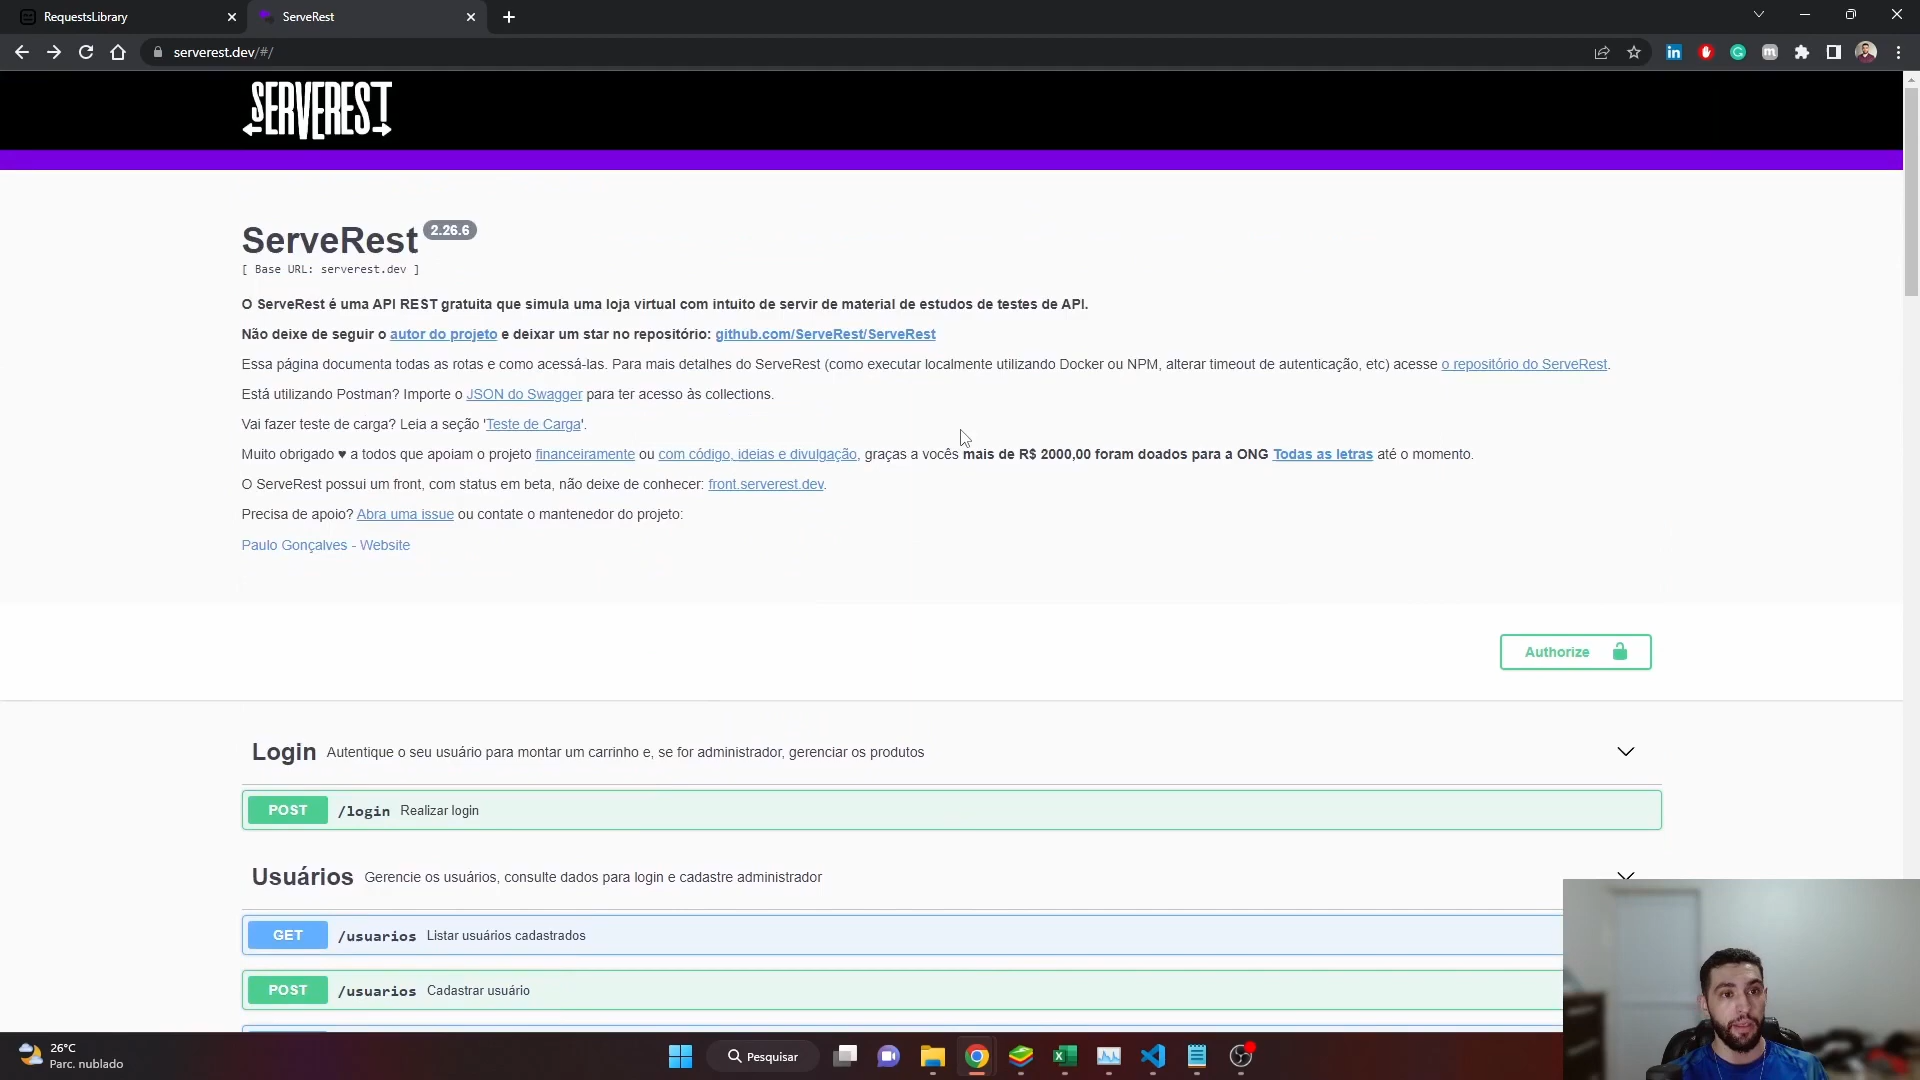 RequestsLibrary
ServeRest
serverest.dev/#/
SERVEREST
ServeRest 2.26.6
[ Base URL: serverest.dev ]
O ServeRest é uma API REST gratuita que simula uma loja virtual com intuito de servir de material de estudos de testes de API.
Não deixe de seguir o autor do projeto e deixar um star no repositório: github.com/ServeRest/ServeRest
Essa página documenta todas as rotas e como acessá-las. Para mais detalhes do ServeRest (como executar localmente utilizando Docker ou NPM, alterar timeout de autenticação, etc) acesse o repositório do ServeRest.
Está utilizando Postman? Importe o JSON do Swagger para ter acesso às collections.
Vai fazer teste de carga? Leia a seção 'Teste de Carga'.
Muito obrigado ♥ a todos que apoiam o projeto financeiramente ou com código, ideias e divulgação, graças a vocês mais de R$ 2000,00 foram doados para a ONG Todas as letras até o momento.
O ServeRest possui um front, com status em beta, não deixe de conhecer: front.serverest.dev.
Precisa de apoio? Abra uma issue ou contate o mantenedor do projeto:
Paulo Gonçalves - Website
Authorize
Login Autentique o seu usuário para montar um carrinho e, se for administrador, gerenciar os produtos
POST /login Realizar login
Usuários Gerencie os usuários, consulte dados para login e cadastre administrador
GET /usuarios Listar usuários cadastrados
POST /usuarios Cadastrar usuário
26°C
Parc. nublado
Pesquisar